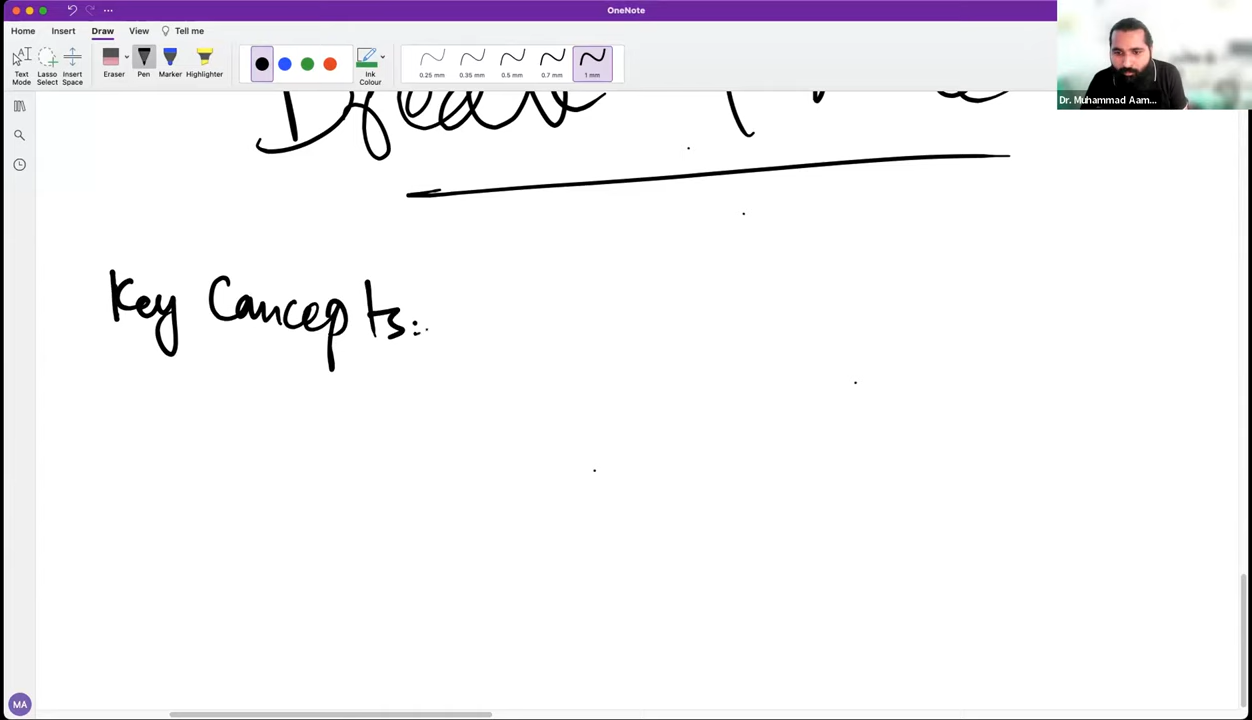 OneNote
Home Insert Draw View Tell me
Text Mode Lasso Select Insert Space Eraser Pen Marker Highlighter Ink Colour 0.25 mm 0.35 mm 0.5 mm 0.7 mm 1 mm
Dr. Muhammad Aam...
Key Concepts:
MA